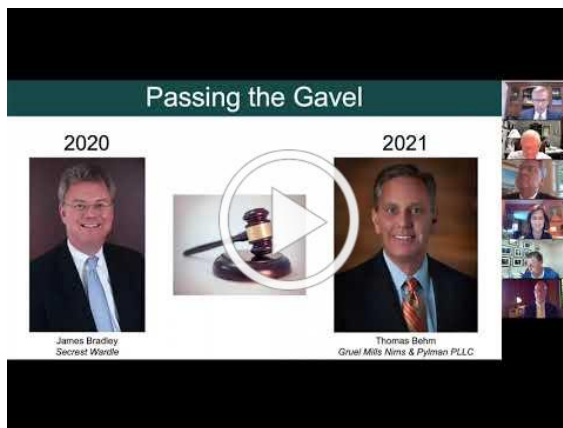 Passing the Gavel
2020
2021
James Bradley
Secrest Wardle
Thomas Behm
Gruel Mills Nims & Pylman PLLC